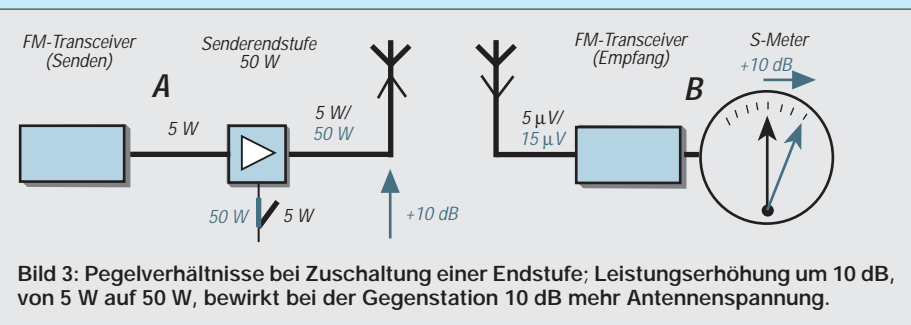 FM-Transceiver
(Senden)
A
Senderendstufe
50 W
5 W
5 W/
50 W
50 W
5 W
+10 dB
FM-Transceiver
(Empfang)
B
S-Meter
+10 dB
5 µV/
15 µV
Bild 3: Pegelverhältnisse bei Zuschaltung einer Endstufe; Leistungserhöhung um 10 dB,
von 5 W auf 50 W, bewirkt bei der Gegenstation 10 dB mehr Antennenspannung.